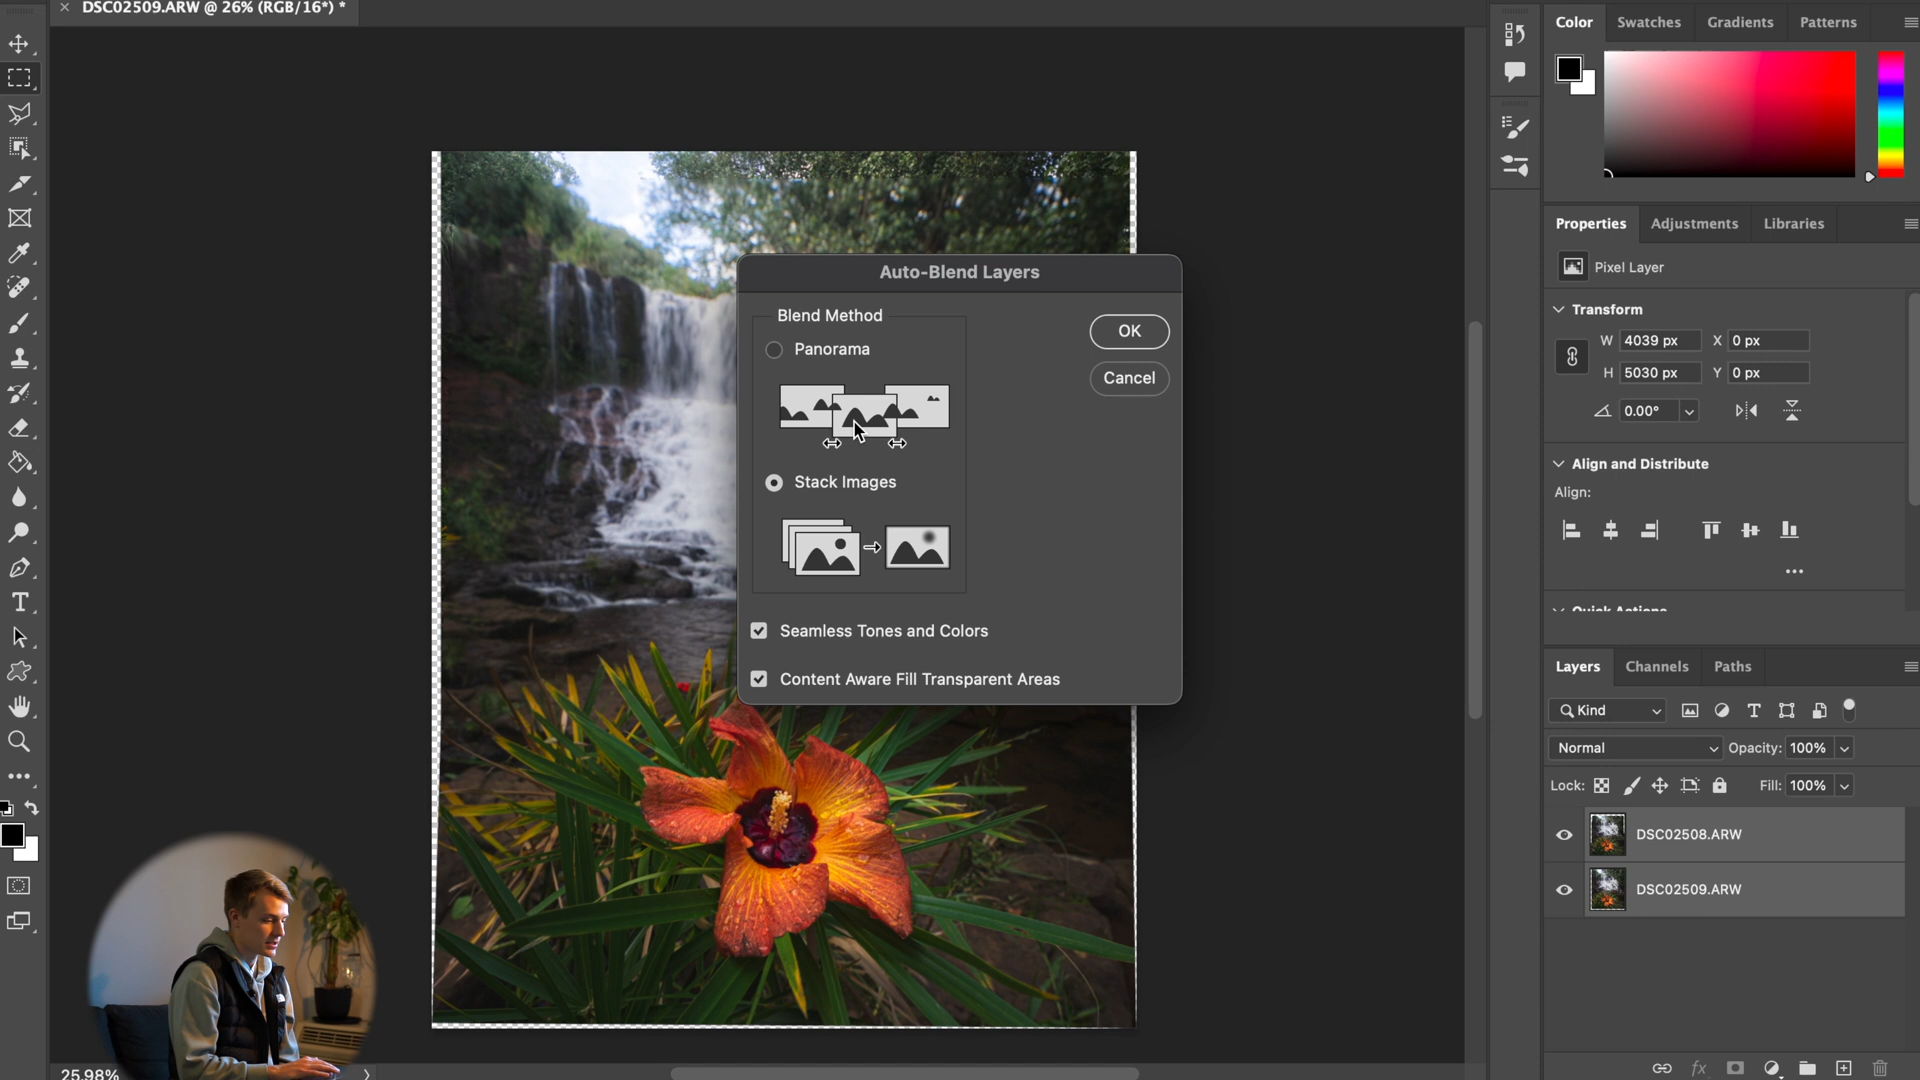 DSC02509.ARW @ 26% (RGB/16*) *
Color
Swatches
Gradients
Patterns
Auto-Blend Layers
Blend Method
Panorama
Stack Images
OK
Cancel
Seamless Tones and Colors
Content Aware Fill Transparent Areas
Properties
Adjustments
Libraries
Pixel Layer
Transform
W 4039 px X 0 px
H 5030 px Y 0 px
0.00°
Align and Distribute
Align:
Quick Actions
Layers
Channels
Paths
Kind
Normal
Opacity: 100%
Lock:
Fill: 100%
DSC02508.ARW
DSC02509.ARW
fx
25.98%